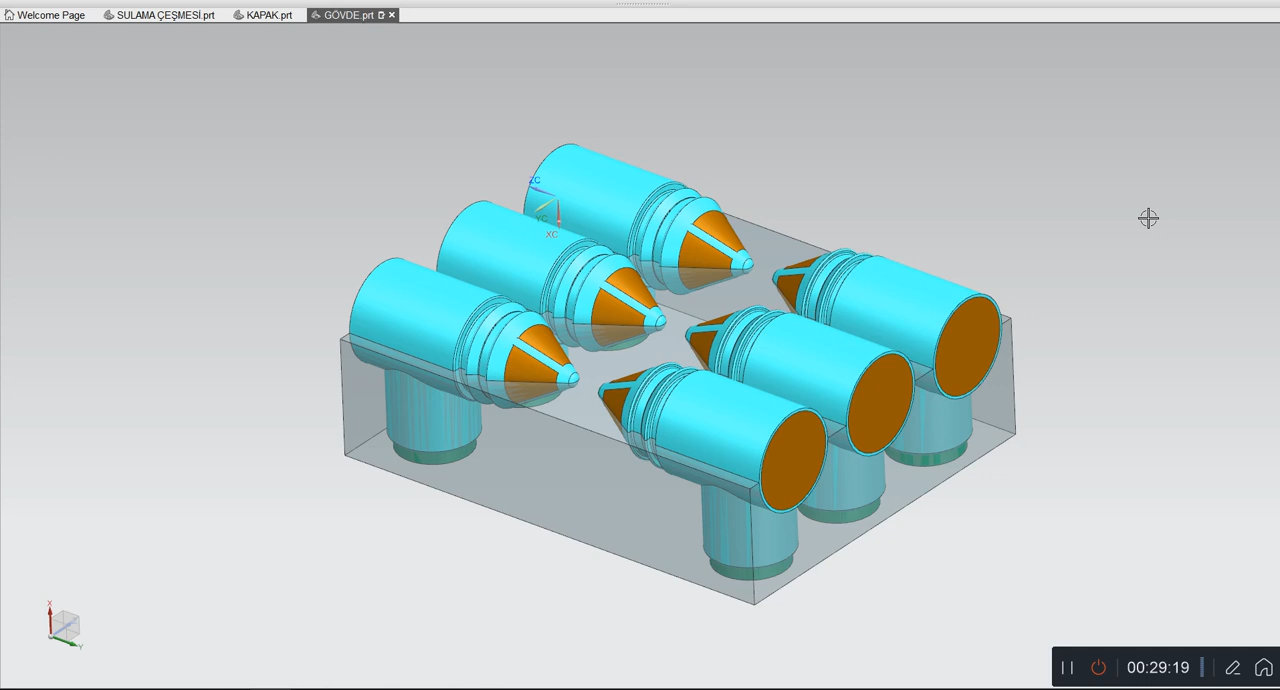 Welcome Page SULAMA ÇEŞMESİ.prt KAPAK.prt GÖVDE.prt
ZC
YC
XC
X
Y
00:29:19